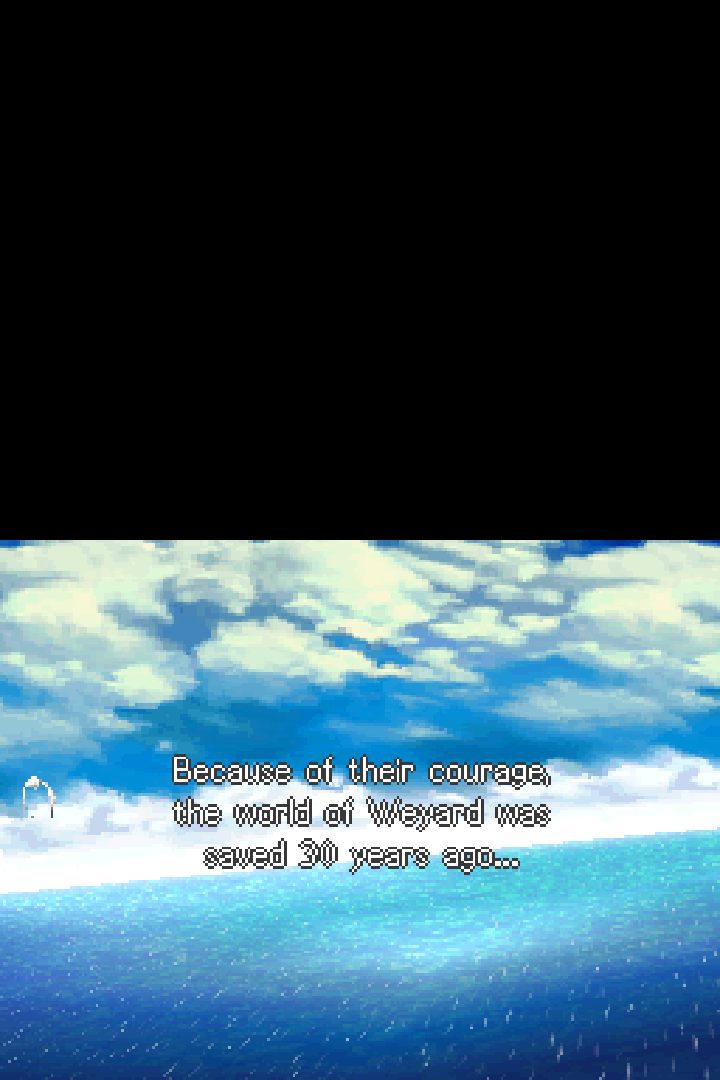 Because of their courage,
the world of Weyard was
saved 30 years ago...